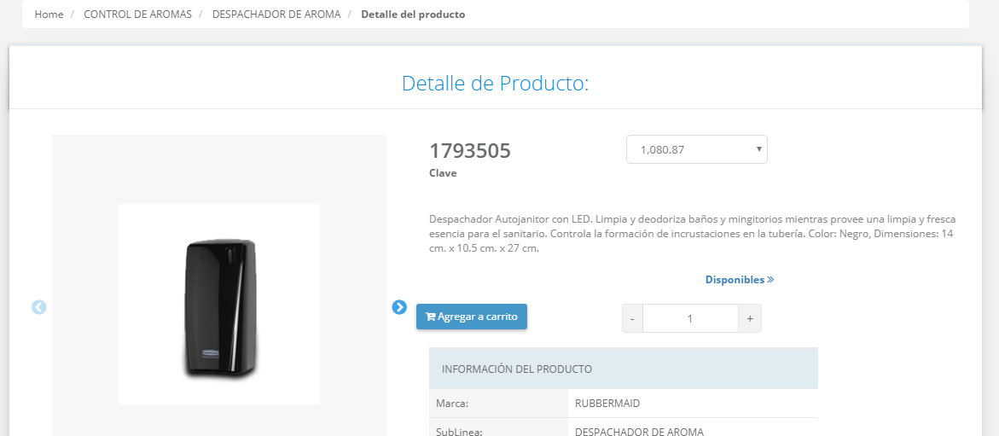 Home / CONTROL DE AROMAS / DESPACHADOR DE AROMA / Detalle del producto
Detalle de Producto:
1793505
1,080.87
Clave
Despachador Autojanitor con LED. Limpia y deodoriza baños y mingitorios mientras provee una limpia y fresca
esencia para el sanitario. Controla la formación de incrustaciones en la tubería. Color: Negro, Dimensiones: 14
cm. x 10.5 cm. x 27 cm.
Disponibles »
Agregar a carrito
- 1 +
INFORMACIÓN DEL PRODUCTO
Marca: RUBBERMAID
SubLinea: DESPACHADOR DE AROMA